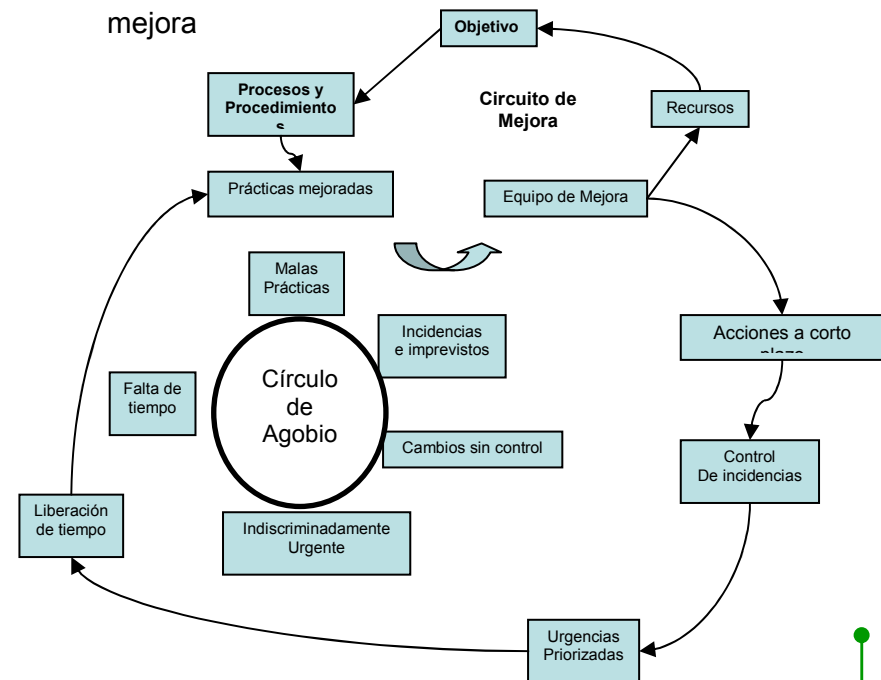 mejora
Objetivo
Procesos y
Procedimiento
Circuito de
Mejora
Recursos
Prácticas mejoradas
Equipo de Mejora
Malas
Prácticas
Incidencias
e imprevistos
Acciones a corto
Círculo
de
Agobio
Falta de
tiempo
Cambios sin control
Control
De incidencias
Liberación
de tiempo
Indiscriminadamente
Urgente
Urgencias
Priorizadas